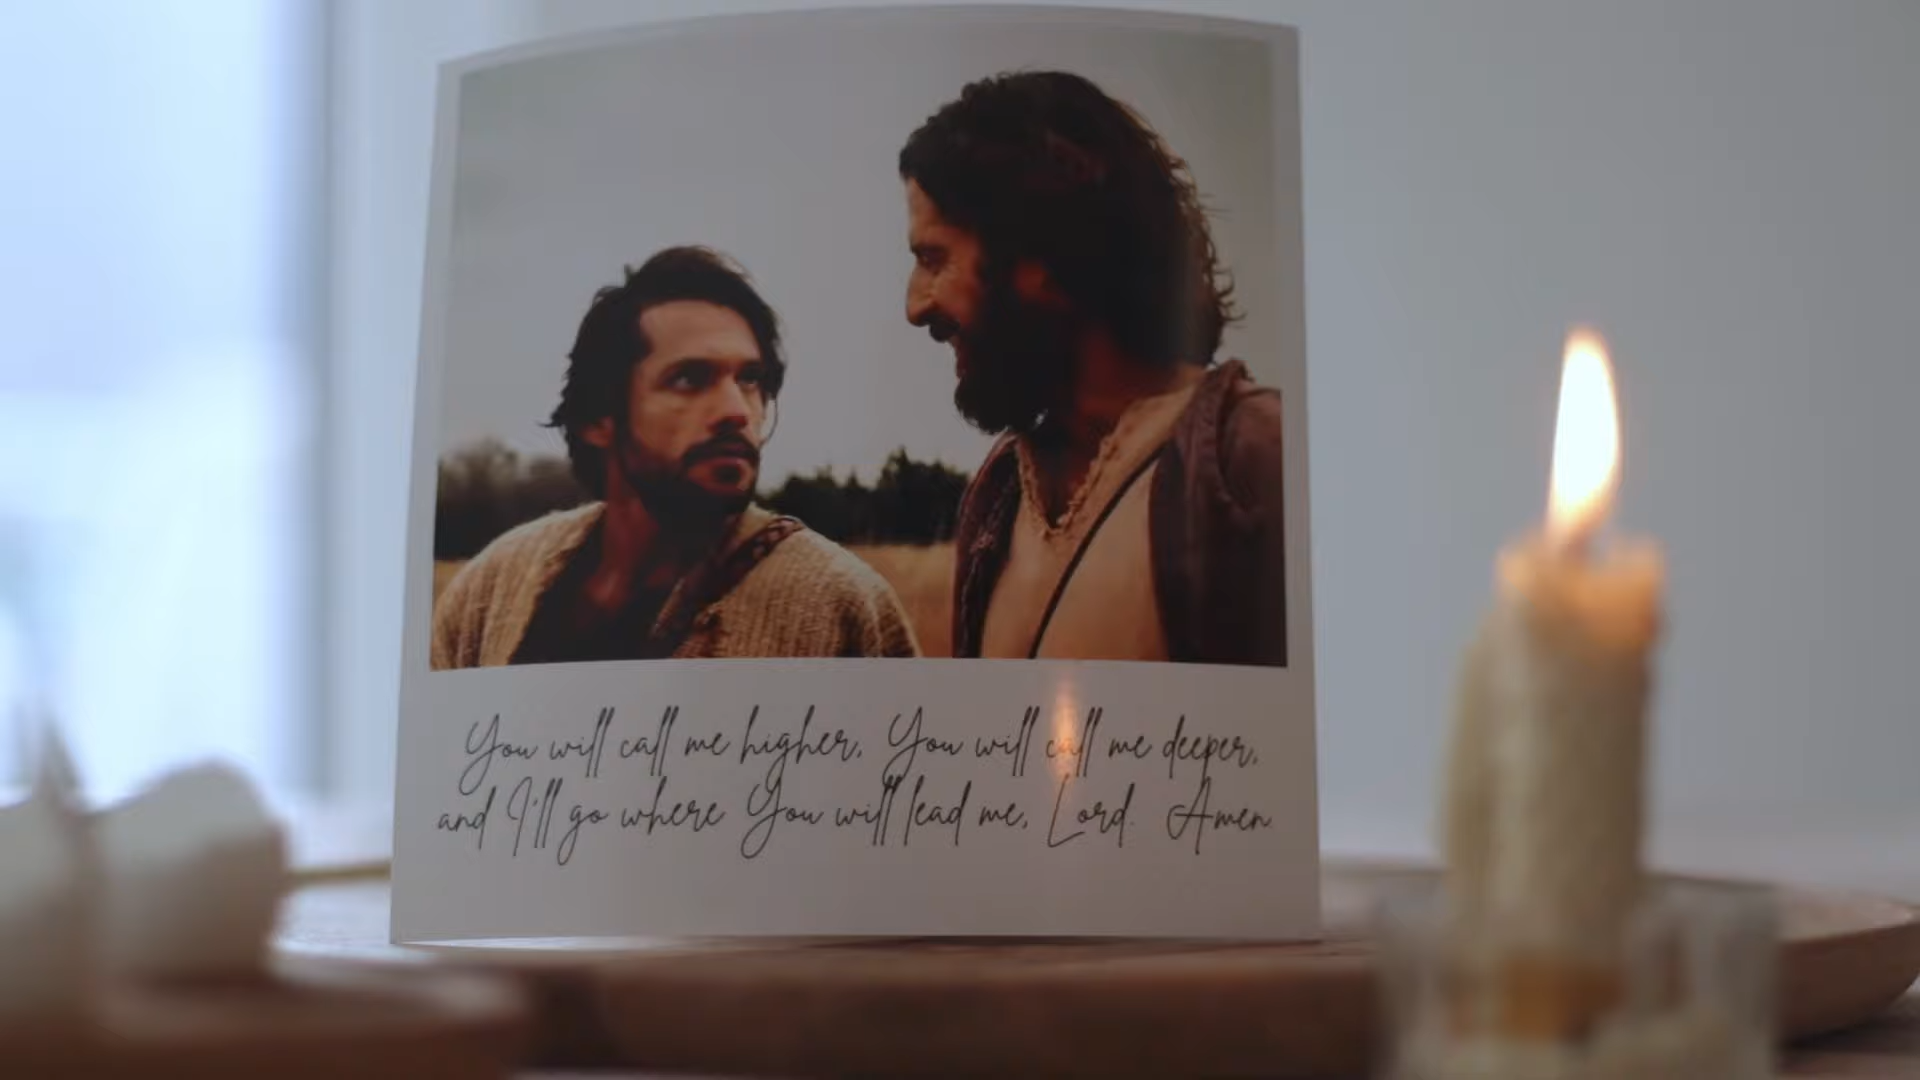 You will call me higher, You will call me deeper,
and I'll go where You will lead me, Lord. Amen.